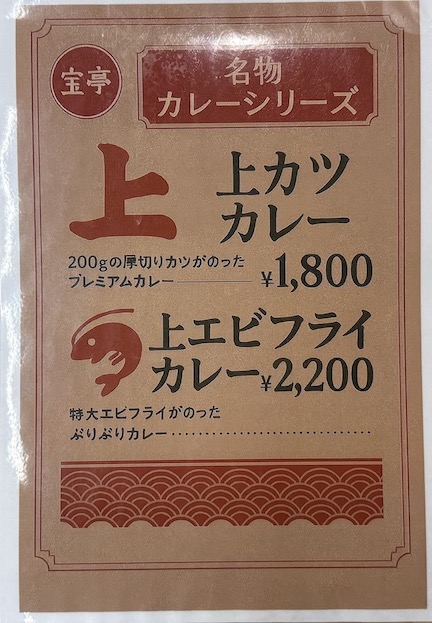 宝亭
名物
カレーシリーズ
上
上カツ
カレー
200gの厚切りカツがのった
プレミアムカレー ¥1,800
上エビフライ
カレー ¥2,200
特大エビフライがのった
ぷりぷりカレー